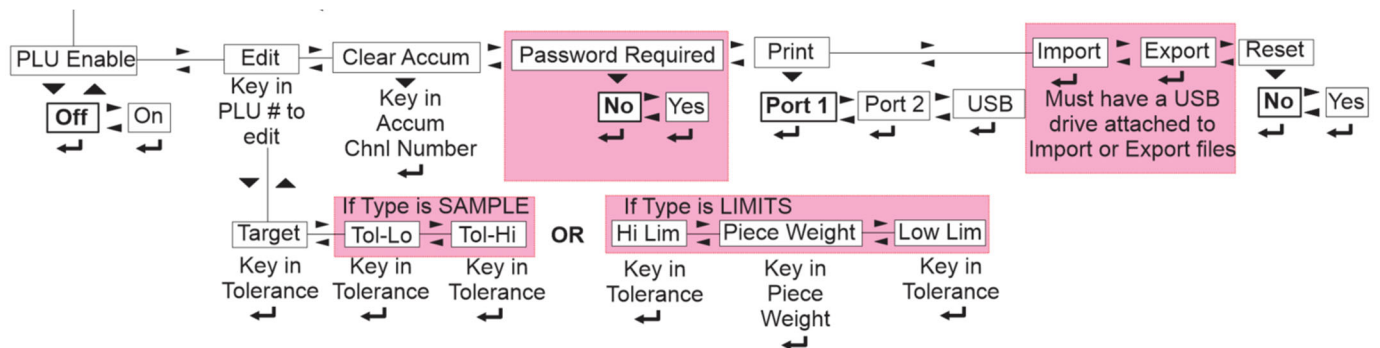 PLU Enable
Edit
Clear Accum
Password Required
Print
Import
Export
Reset
Off
On
Key in
PLU # to
edit
Key in
Accum
Chnl Number
No
Yes
Port 1
Port 2
USB
Must have a USB
drive attached to
Import or Export files
No
Yes
If Type is SAMPLE
If Type is LIMITS
Target
Tol-Lo
Tol-Hi
OR
Hi Lim
Piece Weight
Low Lim
Key in
Tolerance
Key in
Tolerance
Key in
Tolerance
Key in
Tolerance
Key in
Piece
Weight
Key in
Tolerance